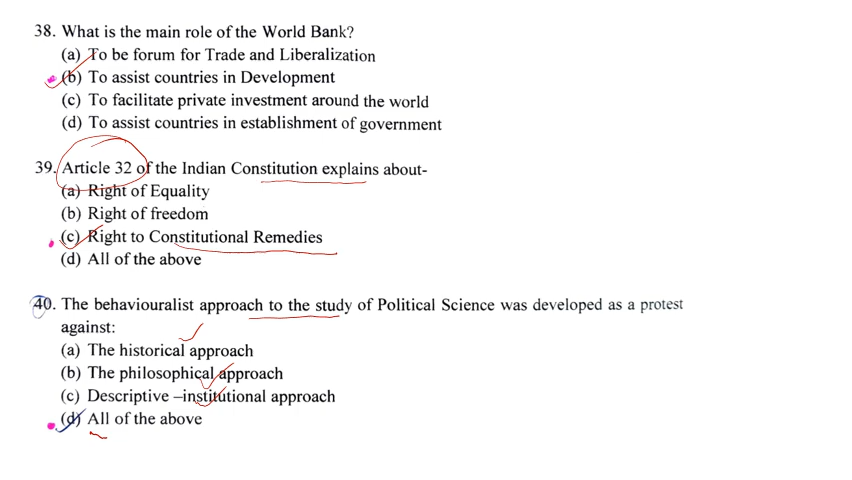 38. What is the main role of the World Bank?
(a) To be forum for Trade and Liberalization
(b) To assist countries in Development
(c) To facilitate private investment around the world
(d) To assist countries in establishment of government
39. Article 32 of the Indian Constitution explains about-
(a) Right of Equality
(b) Right of freedom
(c) Right to Constitutional Remedies
(d) All of the above
40. The behaviouralist approach to the study of Political Science was developed as a protest
against:
(a) The historical approach
(b) The philosophical approach
(c) Descriptive –institutional approach
(d) All of the above